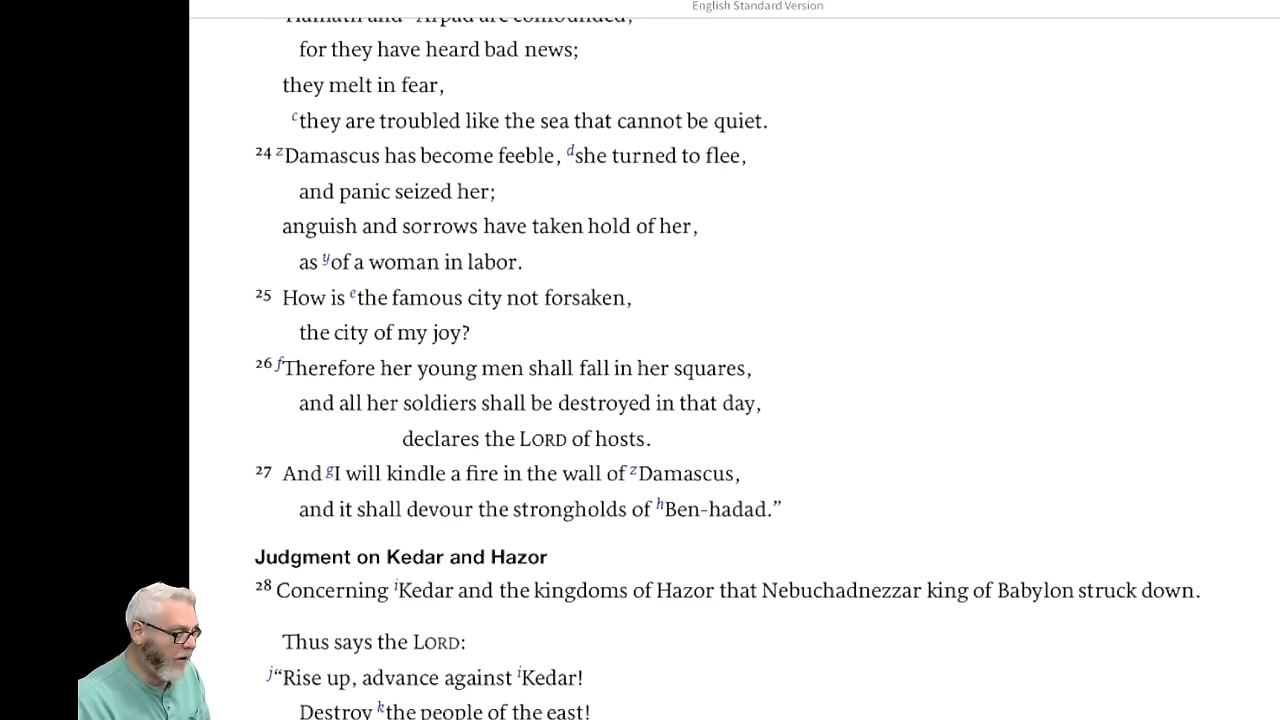 English Standard Version
Hamath and Arpad are confounded,
for they have heard bad news;
they melt in fear,
c they are troubled like the sea that cannot be quiet.
24 z Damascus has become feeble, d she turned to flee,
and panic seized her;
anguish and sorrows have taken hold of her,
as y of a woman in labor.
25 How is e the famous city not forsaken,
the city of my joy?
26 f Therefore her young men shall fall in her squares,
and all her soldiers shall be destroyed in that day,
declares the LORD of hosts.
27 And g I will kindle a fire in the wall of z Damascus,
and it shall devour the strongholds of h Ben-hadad.”
Judgment on Kedar and Hazor
28 Concerning i Kedar and the kingdoms of Hazor that Nebuchadnezzar king of Babylon struck down.
Thus says the LORD:
j “Rise up, advance against i Kedar!
Destroy k the people of the east!